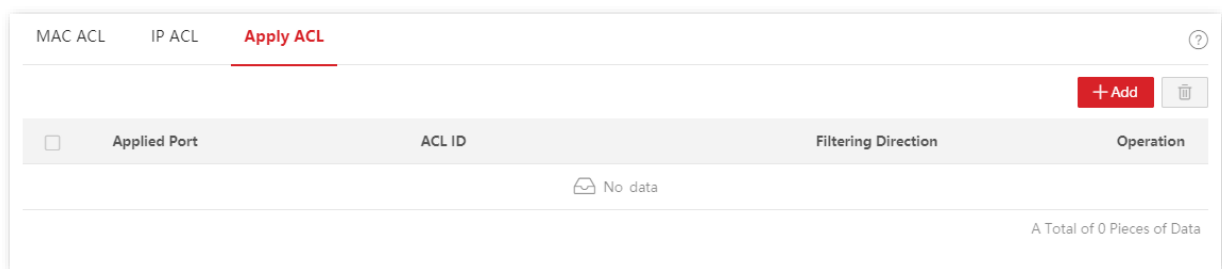 MAC ACL IP ACL Apply ACL ?
+ Add
Applied Port ACL ID Filtering Direction Operation
No data
A Total of 0 Pieces of Data